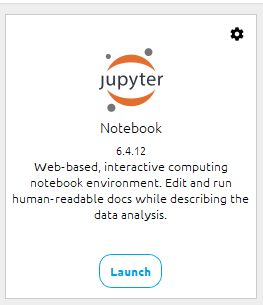 jupyter
Notebook
6.4.12
Web-based, interactive computing
notebook environment. Edit and run
human-readable docs while describing the
data analysis.
Launch